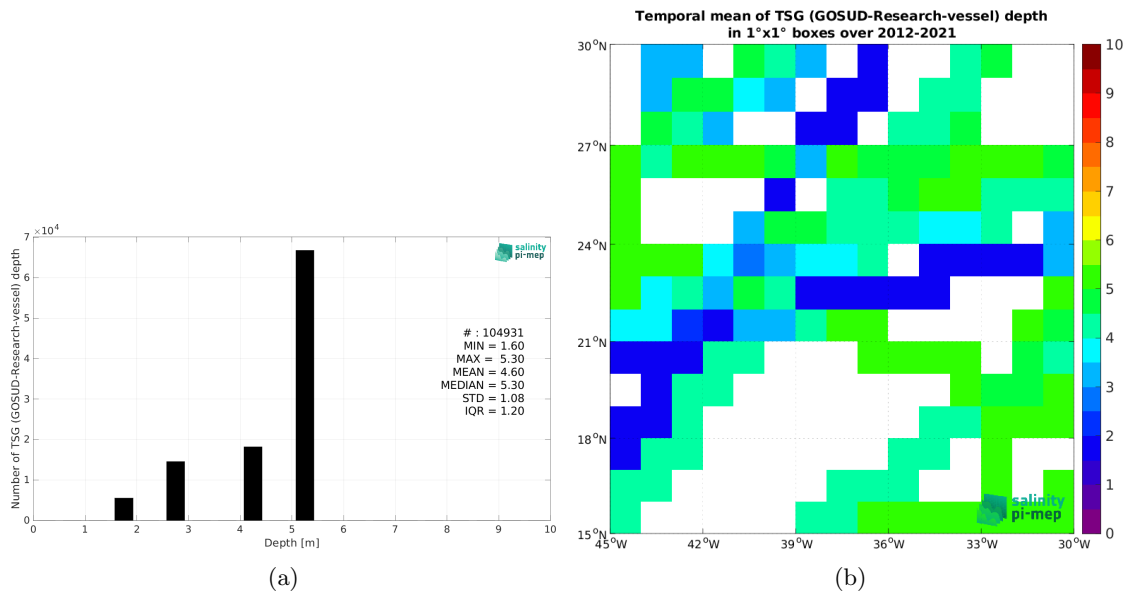 7 ×10⁴
6
5
4
3
2
1
0
Number of TSG (GOSUD-Research-vessel) depth
0 1 2 3 4 5 6 7 8 9 10
Depth [m]
salinity
pi-mep
# : 104931
MIN = 1.60
MAX = 5.30
MEAN = 4.60
MEDIAN = 5.30
STD = 1.08
IQR = 1.20
(a)
Temporal mean of TSG (GOSUD-Research-vessel) depth
in 1°x1° boxes over 2012-2021
30°N
27°N
24°N
21°N
18°N
15°N
45°W 42°W 39°W 36°W 33°W 30°W
salinity
pi-mep
10
9
8
7
6
5
4
3
2
1
0
(b)